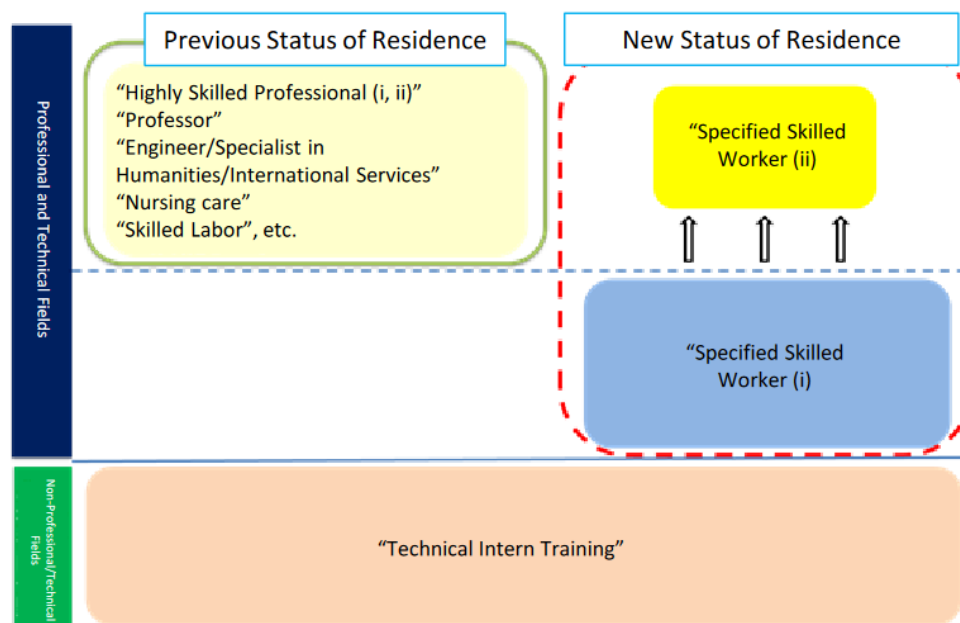 Previous Status of Residence
New Status of Residence
Professional and Technical Fields
“Highly Skilled Professional (i, ii)”
“Professor”
“Engineer/Specialist in
Humanities/International Services”
“Nursing care”
“Skilled Labor”, etc.
“Specified Skilled
Worker (ii)
“Specified Skilled
Worker (i)
Non-Professional/Technical
Fields
“Technical Intern Training”